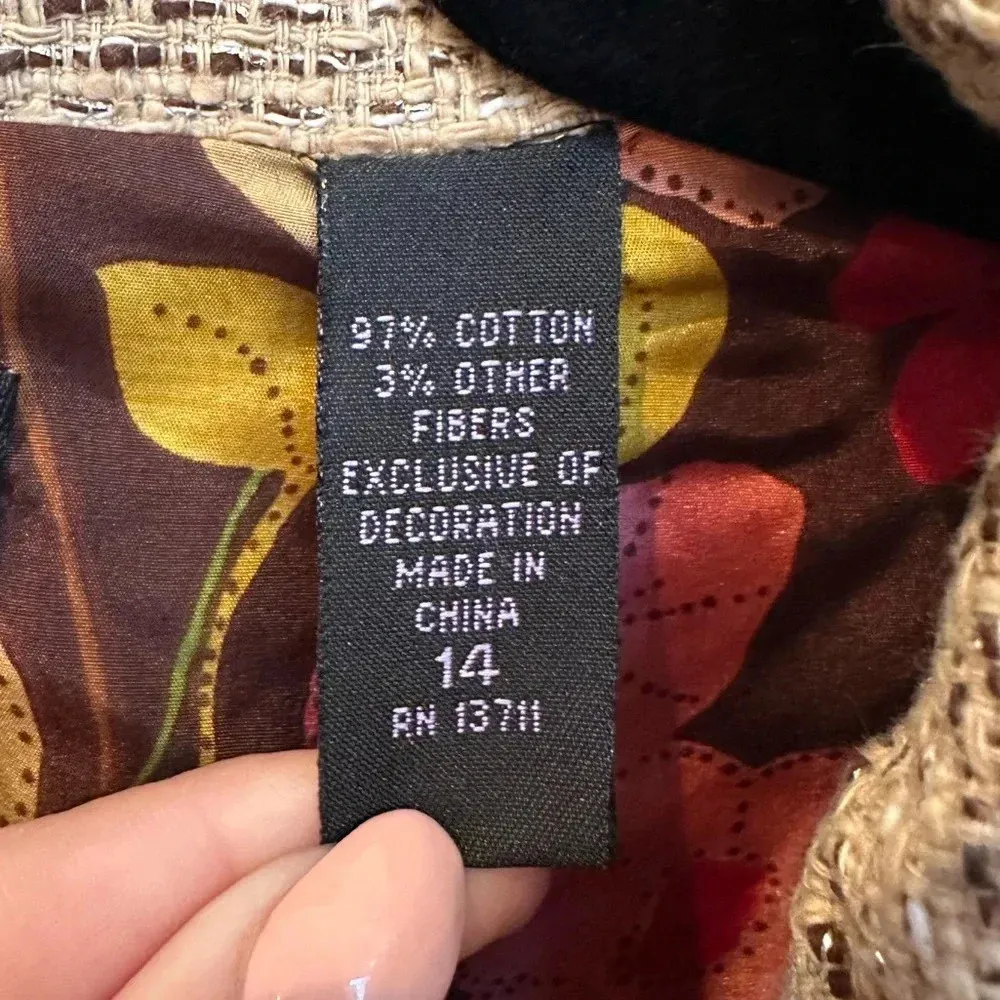 97% COTTON
3% OTHER
FIBERS
EXCLUSIVE OF
DECORATION
MADE IN
CHINA
14
RN 13711